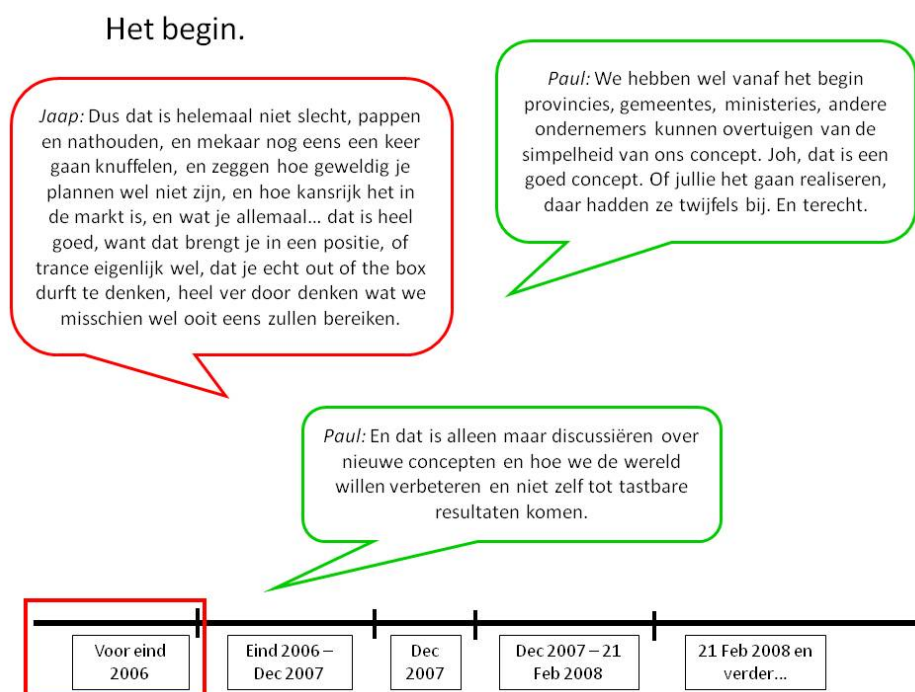 Het begin.
Jaap: Dus dat is helemaal niet slecht, pappen
en nathouden, en mekaar nog eens een keer
gaan knuffelen, en zeggen hoe geweldig je
plannen wel niet zijn, en hoe kansrijk het in
de markt is, en wat je allemaal... dat is heel
goed, want dat brengt je in een positie, of
trance eigenlijk wel, dat je echt out of the box
durft te denken, heel ver door denken wat we
misschien wel ooit eens zullen bereiken.
Paul: We hebben wel vanaf het begin
provincies, gemeentes, ministeries, andere
ondernemers kunnen overtuigen van de
simpelheid van ons concept. Joh, dat is een
goed concept. Of jullie het gaan realiseren,
daar hadden ze twijfels bij. En terecht.
Paul: En dat is alleen maar discussiëren over
nieuwe concepten en hoe we de wereld
willen verbeteren en niet zelf tot tastbare
resultaten komen.
Voor eind
2006
Eind 2006 –
Dec 2007
Dec
2007
Dec 2007 – 21
Feb 2008
21 Feb 2008 en
verder...